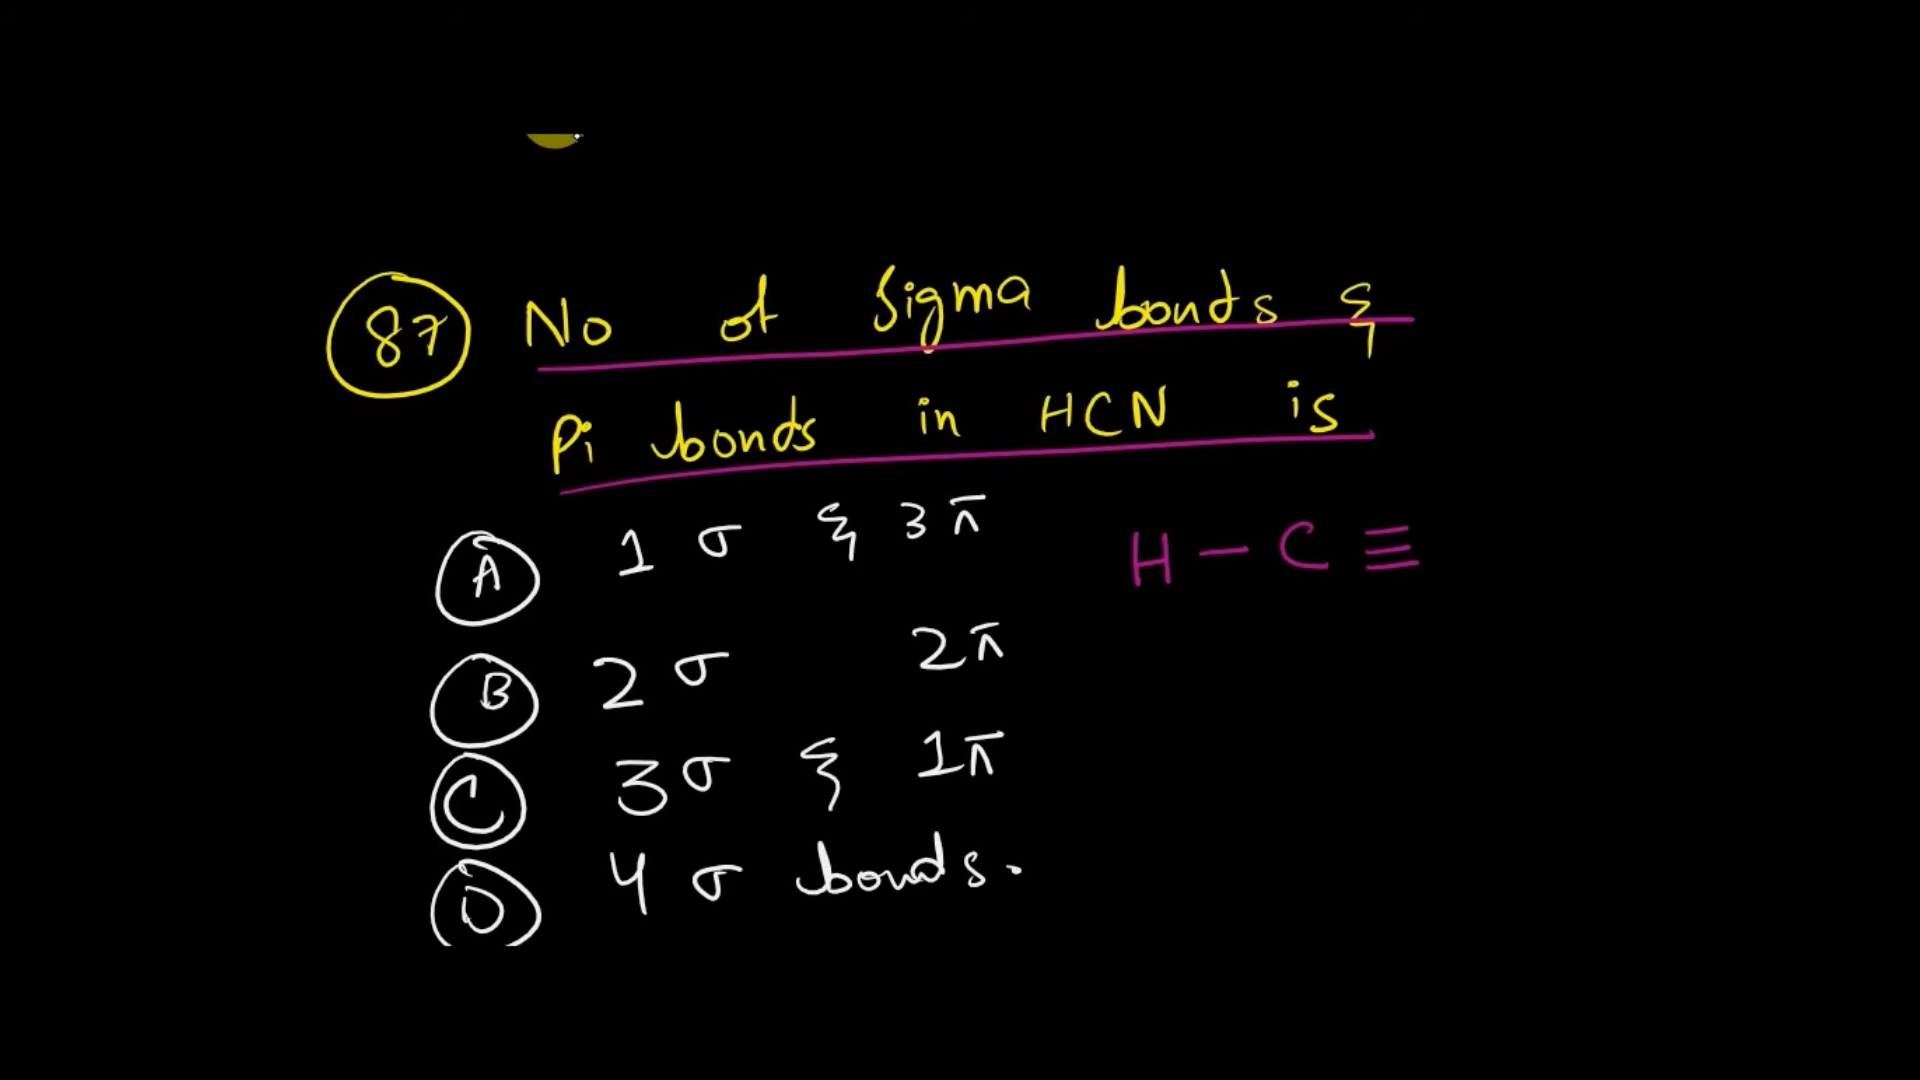 87 No of Sigma bonds &
Pi bonds in HCN is
A 1 σ & 3 π
H - C ≡
B 2 σ 2 π
C 3 σ & 1 π
D 4 σ bonds.